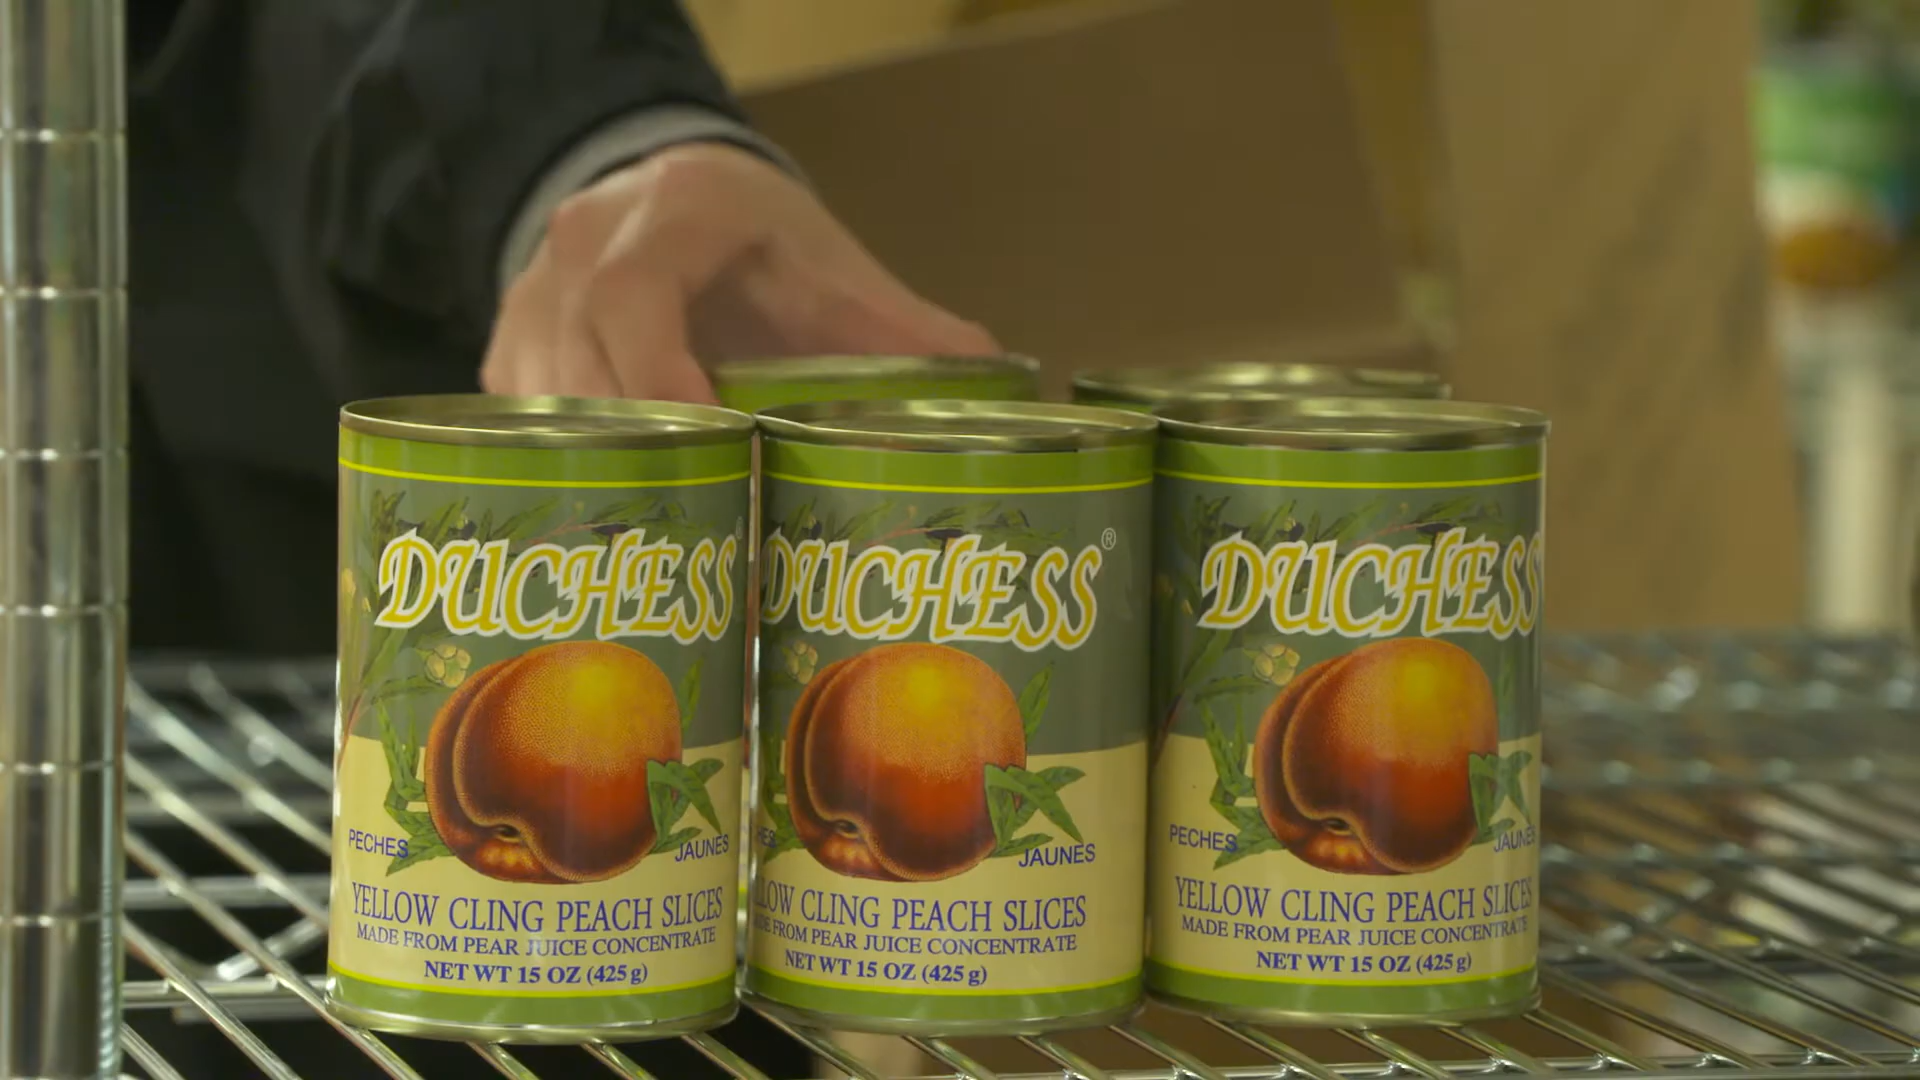 DUCHESS
PECHES JAUNES
YELLOW CLING PEACH SLICES
MADE FROM PEAR JUICE CONCENTRATE
NET WT 15 OZ (425 g)
DUCHESS®
JAUNES
CLING PEACH SLICES
FROM PEAR JUICE CONCENTRATE
NET WT 15 OZ (425 g)
DUCHESS
PECHES JAUNES
YELLOW CLING PEACH SLICES
MADE FROM PEAR JUICE CONCENTRATE
NET WT 15 OZ (425 g)